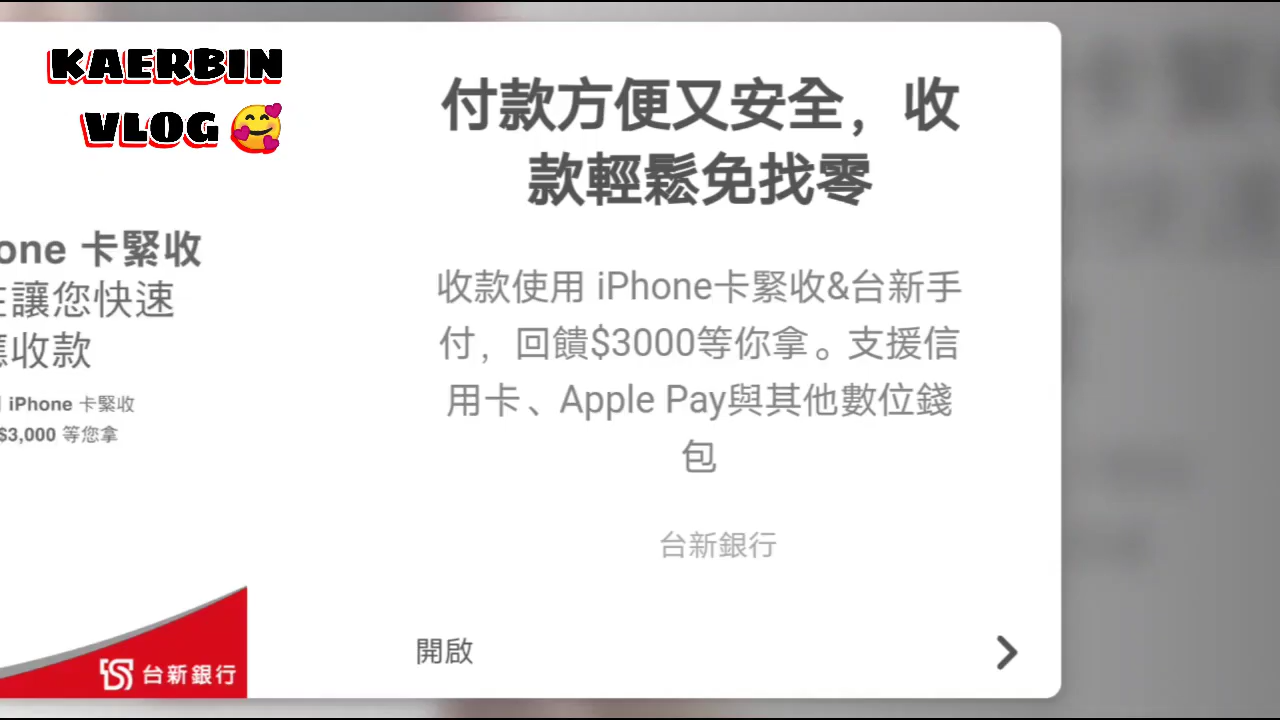 KAERBIN
VLOG
付款方便又安全，收
款輕鬆免找零
one 卡緊收
讓您快速
收款
iPhone 卡緊收
$3,000 等您拿
收款使用 iPhone卡緊收&台新手
付，回饋$3000等你拿。支援信
用卡、Apple Pay與其他數位錢
包
台新銀行
開啟
台新銀行